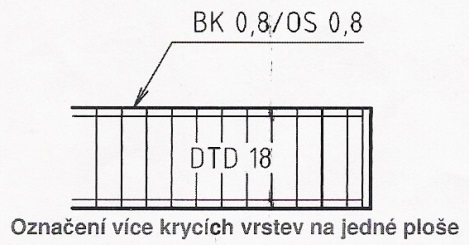 BK 0,8/OS 0,8
DTD 18
Označení více krycích vrstev na jedné ploše